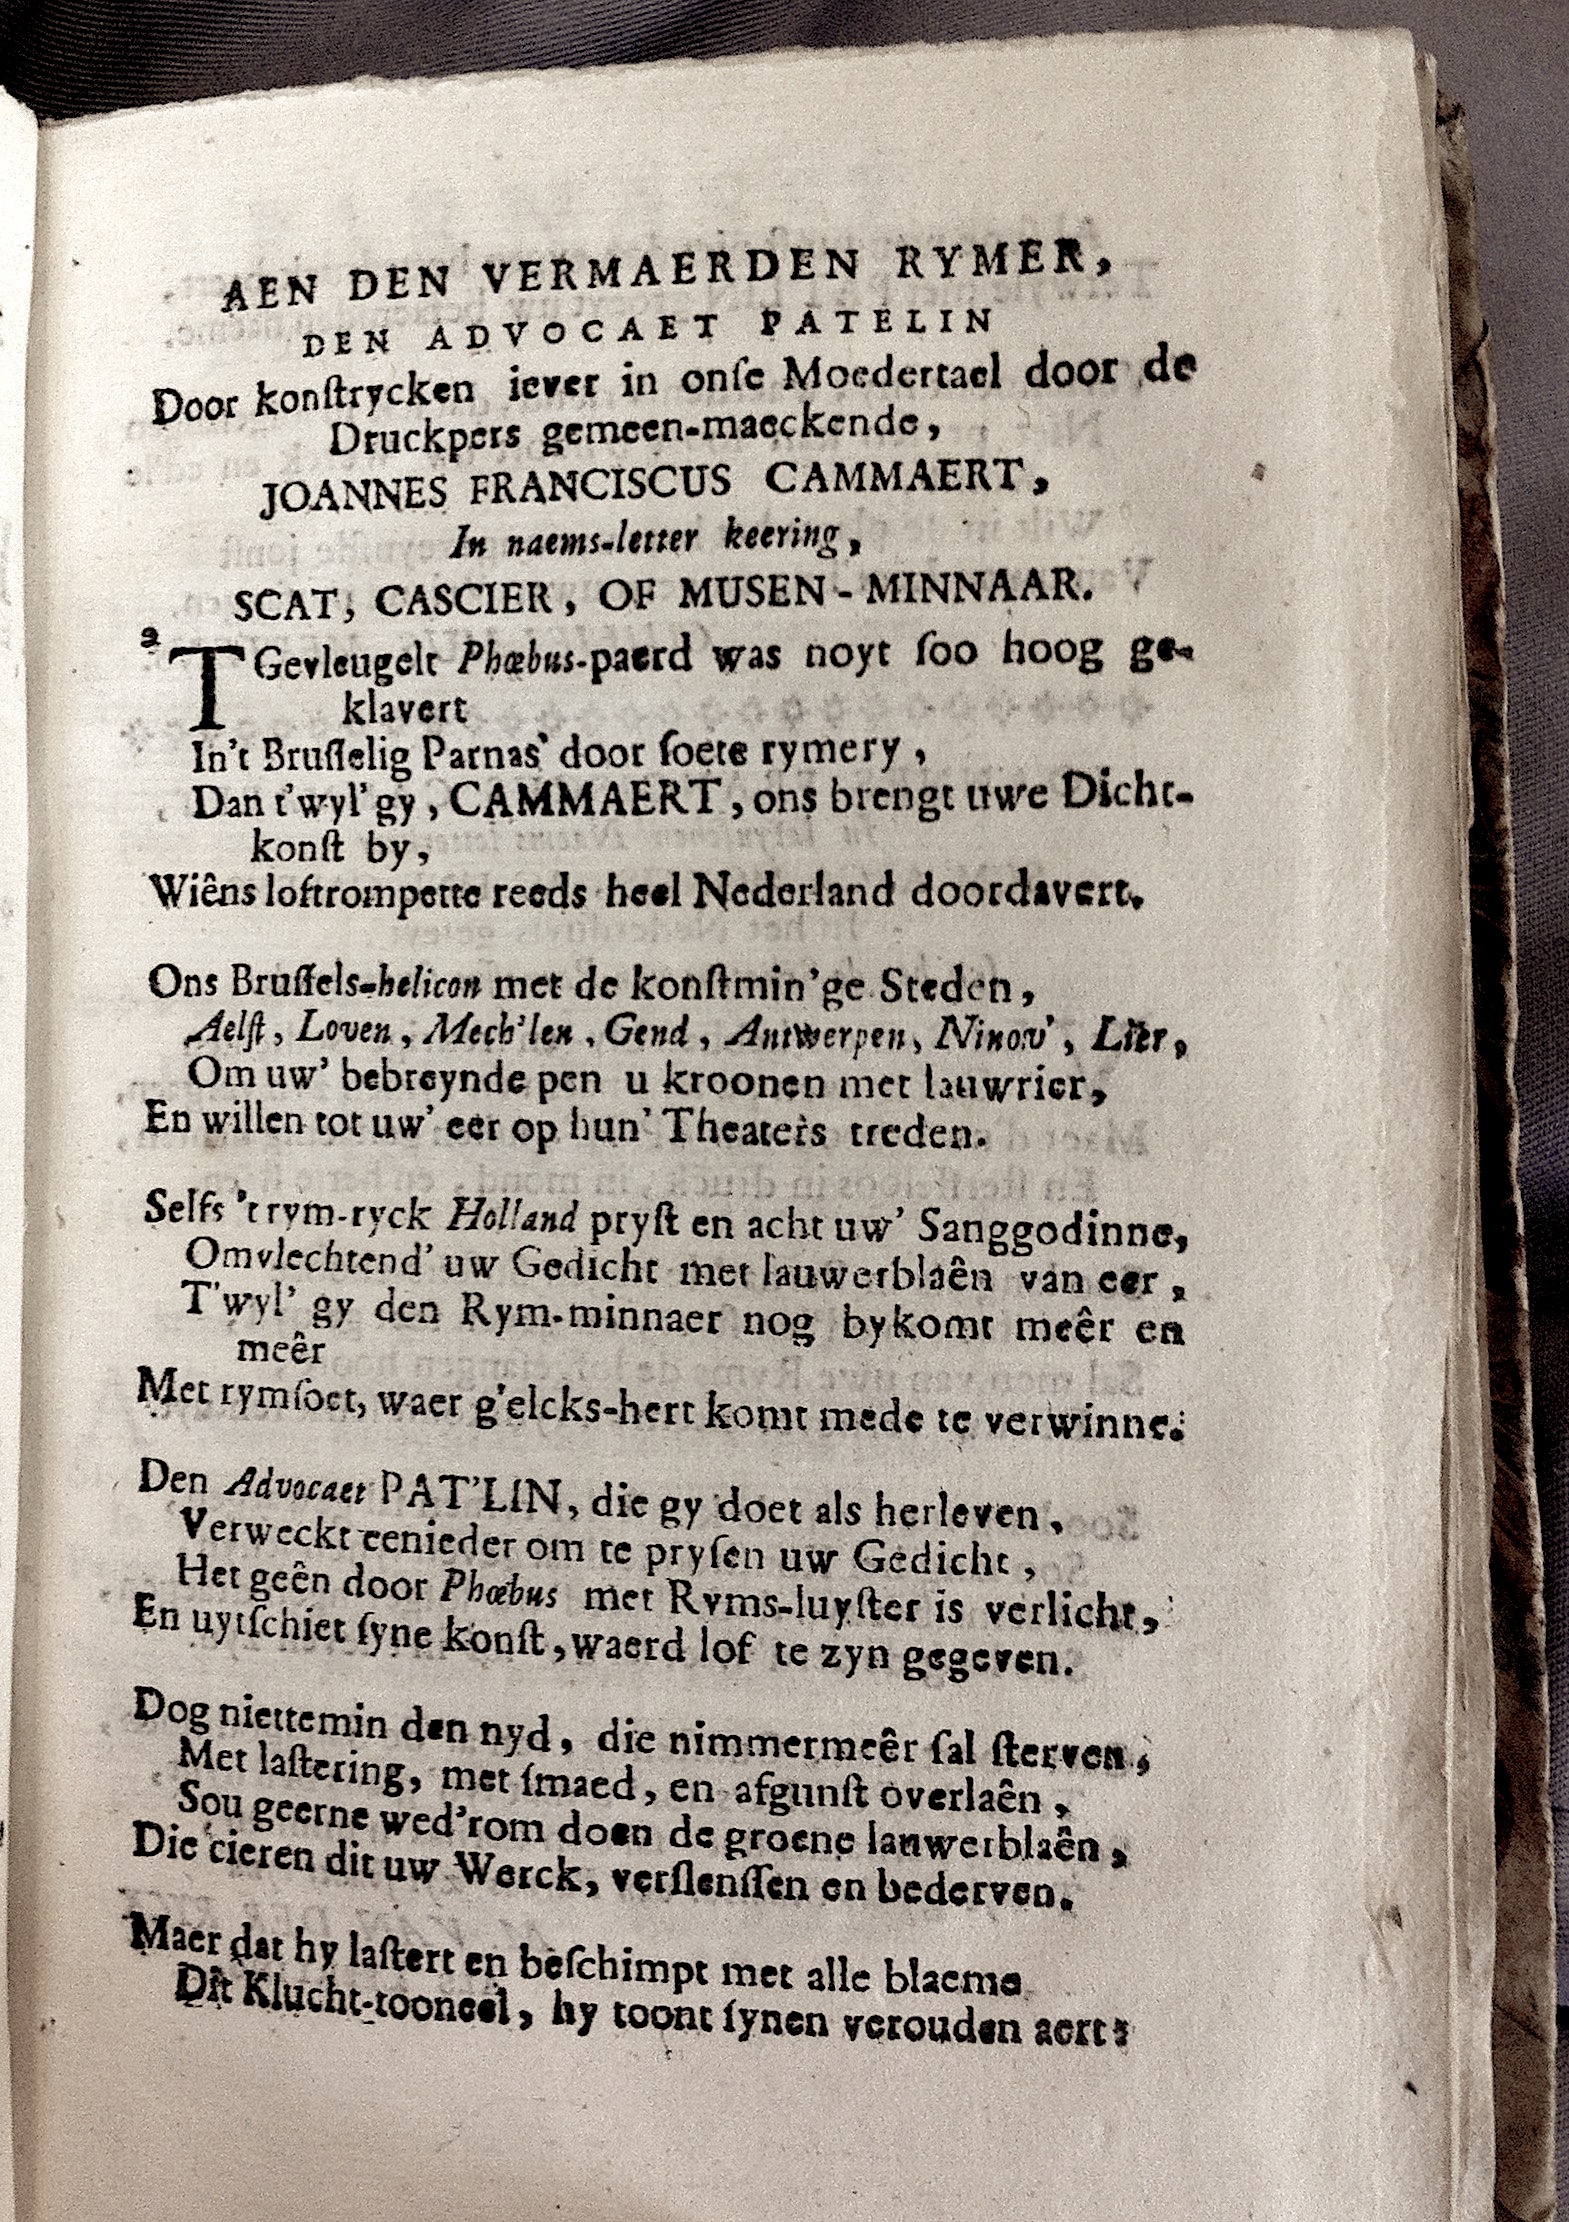 AEN DEN VERMAERDEN RYMER,
DEN ADVOCAET PATELIN
Door konſtrycken iever in onſe Moedertael door de
Druckpers gemeen-maeckende,
JOANNES FRANCISCUS CAMMAERT,
In naems-letter keering,
SCAT, CASCIER, OF MUSEN-MINNAAR.
'T Gevleugelt Phœbus-paerd was noyt ſoo hoog ge-
klavert
In't Bruſſelig Parnas' door ſoete rymery,
Dan t'wyl' gy, CAMMAERT, ons brengt uwe Dicht-
konſt by,
Wiêns loftrompette reeds heel Nederland doordavert.
Ons Bruſſels-helicon met de konſtmin'ge Steden,
Aelſt, Loven, Mech'len, Gend, Antwerpen, Ninov', Lier,
Om uw' bebreynde pen u kroonen met lauwrier,
En willen tot uw' eer op hun' Theaters treden.
Selfs 't rym-ryck Holland pryſt en acht uw' Sanggodinne,
Omvlechtend' uw Gedicht met lauwerblaên van eer,
T'wyl' gy den Rym-minnaer nog bykomt meêr en
meêr
Met rymſoet, waer g'elcks-hert komt mede te verwinne.
Den Advocaet PAT'LIN, die gy doet als herleven,
Verweckt eenieder om te pryſen uw Gedicht,
Het geên door Phœbus met Ryms-luyſter is verlicht,
En uytſchiet ſyne konſt, waerd lof te zyn gegeven.
Dog niettemin den nyd, die nimmermeêr ſal ſterven,
Met laſtering, met ſmaed, en afgunſt overlaên,
Sou geerne wed'rom doen de groene lauwerblaên,
Die cieren dit uw Werck, verſlenſſen en bederven.
Maer dat hy laſtert en beſchimpt met alle blaeme
Dit Klucht-tooneel, hy toont ſynen verouden aert: